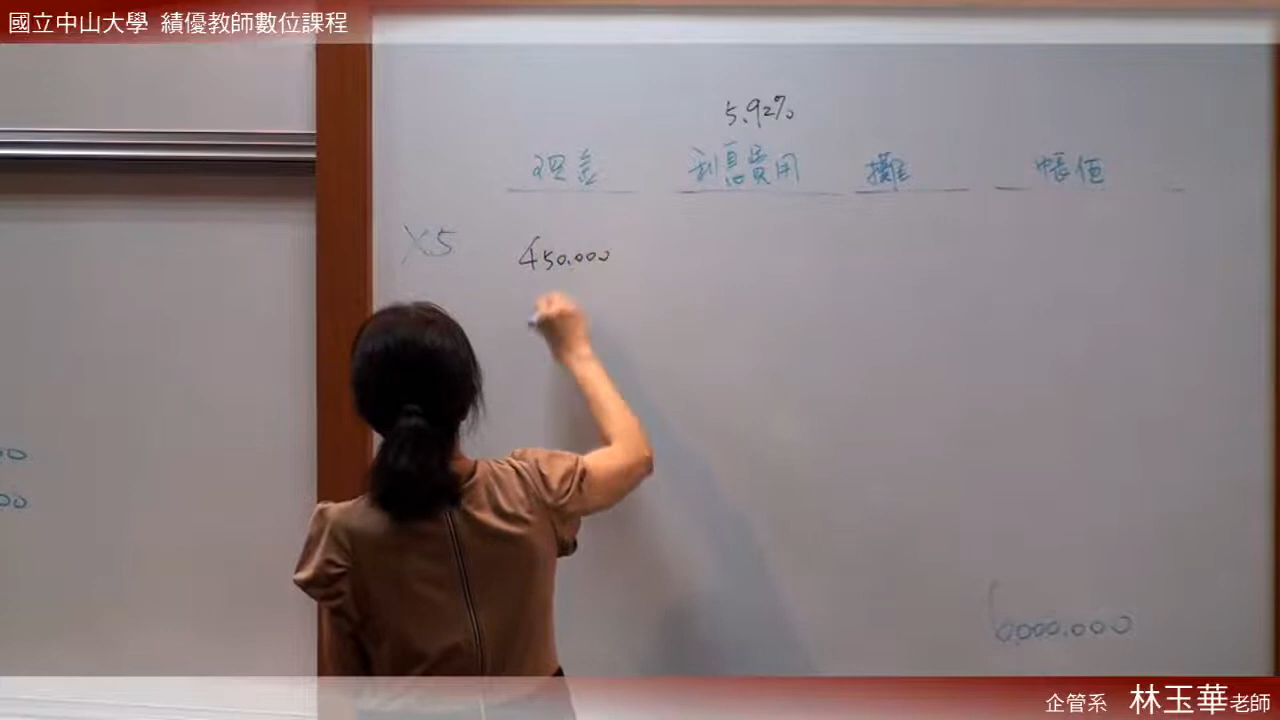 國立中山大學 績優教師數位課程
5.92%
現金 利息費用 攤 帳值
X5 450.000
00
00
6000.000
企管系 林玉華老師